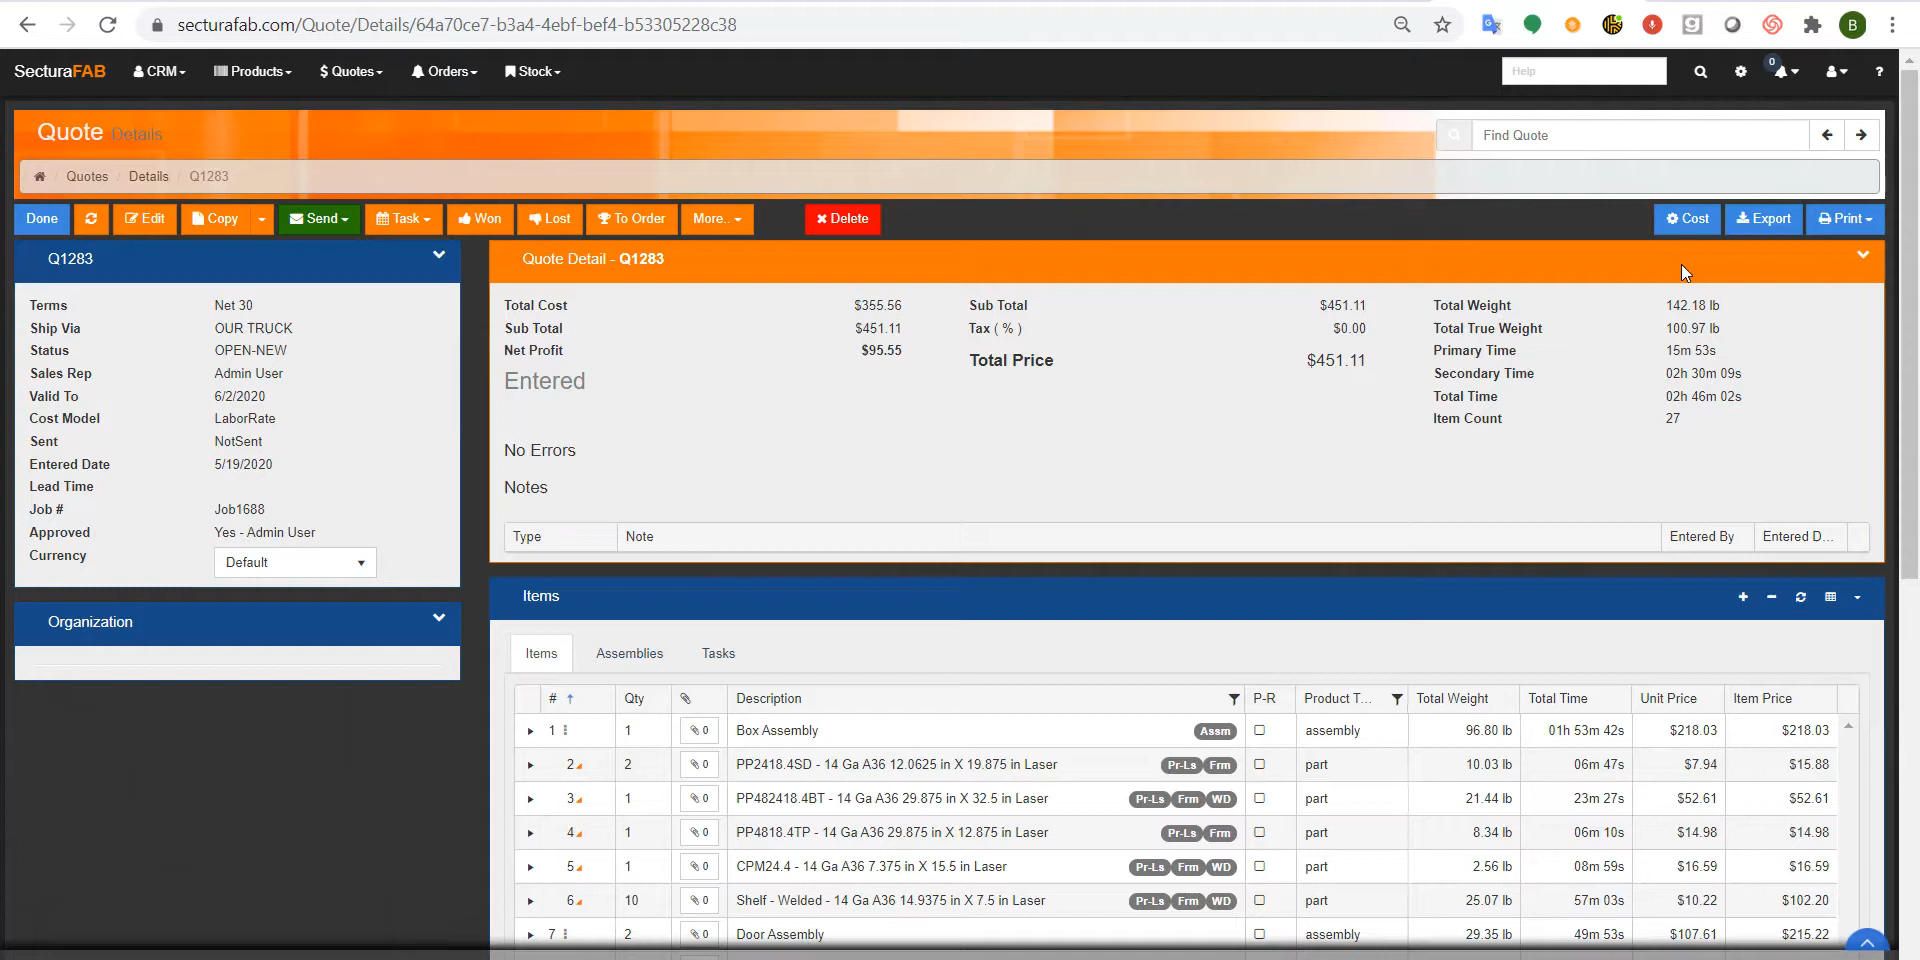 securafab.com/Quote/Details/64a70ce7-b3a4-4ebf-bef4-b53305228c38
B
SecturaFAB CRM Products $ Quotes Orders Stock Help 0 ?
Quote Details
Find Quote
/ Quotes / Details / Q1283
Done Edit Copy Send Task Won Lost To Order More.. Delete Cost Export Print
Q1283
Terms Net 30
Ship Via OUR TRUCK
Status OPEN-NEW
Sales Rep Admin User
Valid To 6/2/2020
Cost Model LaborRate
Sent NotSent
Entered Date 5/19/2020
Lead Time
Job # Job1688
Approved Yes - Admin User
Currency Default
Organization
Quote Detail - Q1283
Total Cost $355.56 Sub Total $451.11 Total Weight 142.18 lb
Sub Total $451.11 Tax ( % ) $0.00 Total True Weight 100.97 lb
Net Profit $95.55 Total Price $451.11 Primary Time 15m 53s
Entered Secondary Time 02h 30m 09s
Total Time 02h 46m 02s
Item Count 27
No Errors
Notes
Type Note Entered By Entered D...
Items
Items Assemblies Tasks
# Qty Description P-R Product T... Total Weight Total Time Unit Price Item Price
1 1 0 Box Assembly Assm assembly 96.80 lb 01h 53m 42s $218.03 $218.03
2 2 0 PP2418.4SD - 14 Ga A36 12.0625 in X 19.875 in Laser Pr-Ls Frm part 10.03 lb 06m 47s $7.94 $15.88
3 1 0 PP482418.4BT - 14 Ga A36 29.875 in X 32.5 in Laser Pr-Ls Frm WD part 21.44 lb 23m 27s $52.61 $52.61
4 1 0 PP4818.4TP - 14 Ga A36 29.875 in X 12.875 in Laser Pr-Ls Frm part 8.34 lb 06m 10s $14.98 $14.98
5 1 0 CPM24.4 - 14 Ga A36 7.375 in X 15.5 in Laser Pr-Ls Frm WD part 2.56 lb 08m 59s $16.59 $16.59
6 10 0 Shelf - Welded - 14 Ga A36 14.9375 in X 7.5 in Laser Pr-Ls Frm WD part 25.07 lb 57m 03s $10.22 $102.20
7 2 0 Door Assembly assembly 29.35 lb 49m 53s $107.61 $215.22